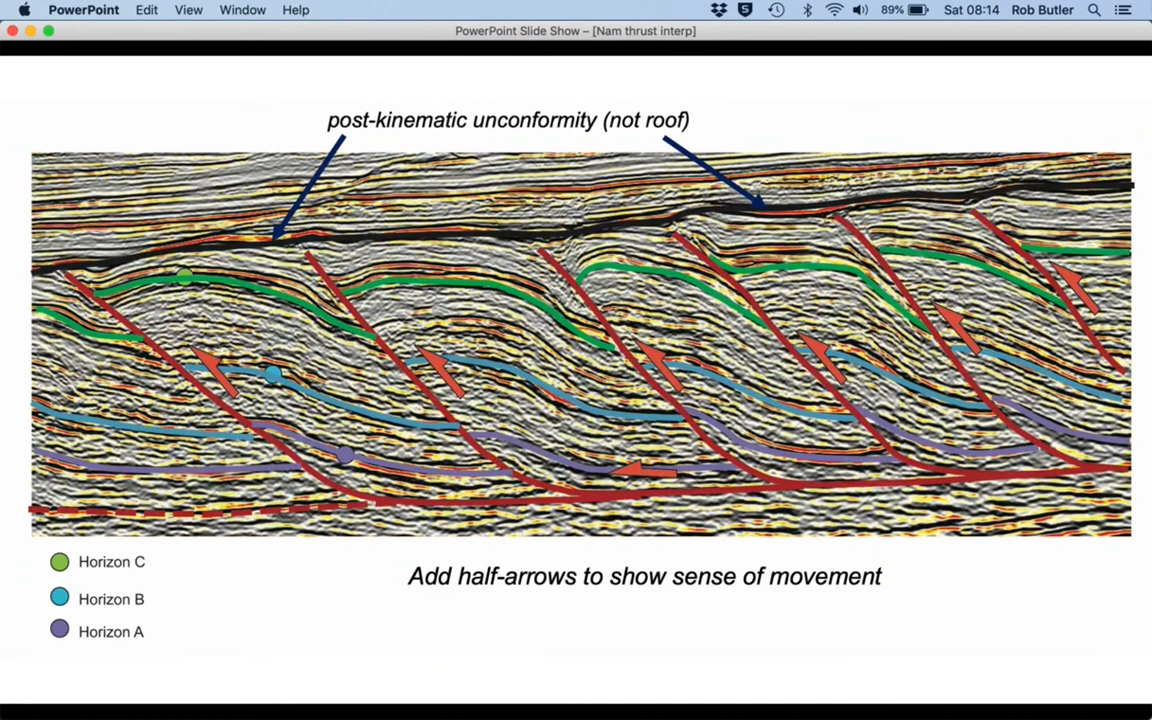 PowerPoint Edit View Window Help 89% Sat 08:14 Rob Butler
PowerPoint Slide Show – [Nam thrust interp]
post-kinematic unconformity (not roof)
Horizon C
Horizon B
Horizon A
Add half-arrows to show sense of movement